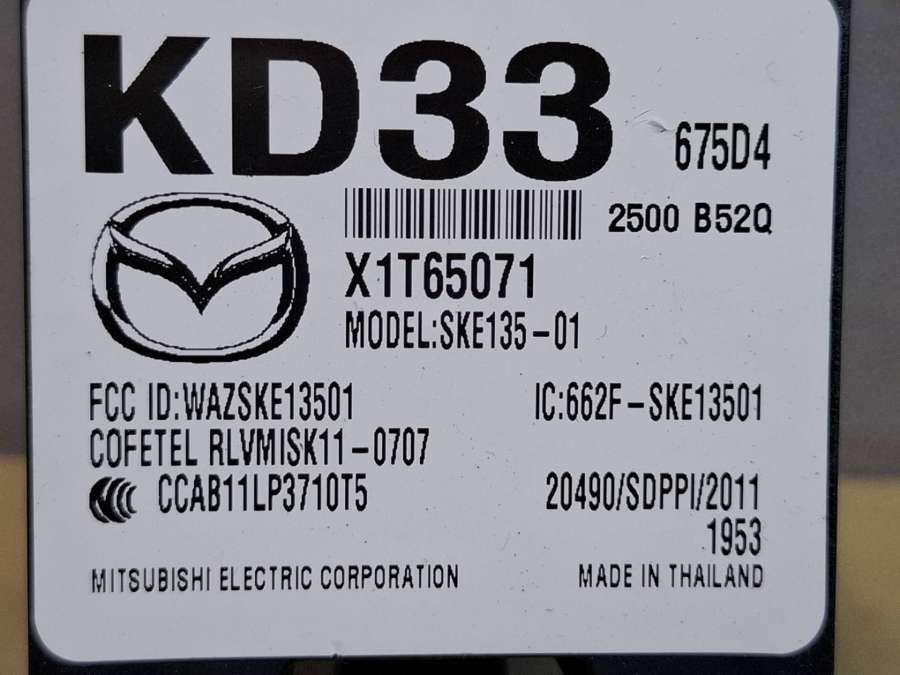 KD33
675D4
2500 B52Q
X1T65071
MODEL:SKE135-01
FCC ID:WAZSKE13501 IC:662F-SKE13501
COFETEL RLVMISK11-0707
CCAB11LP3710T5 20490/SDPPI/2011
1953
MITSUBISHI ELECTRIC CORPORATION MADE IN THAILAND